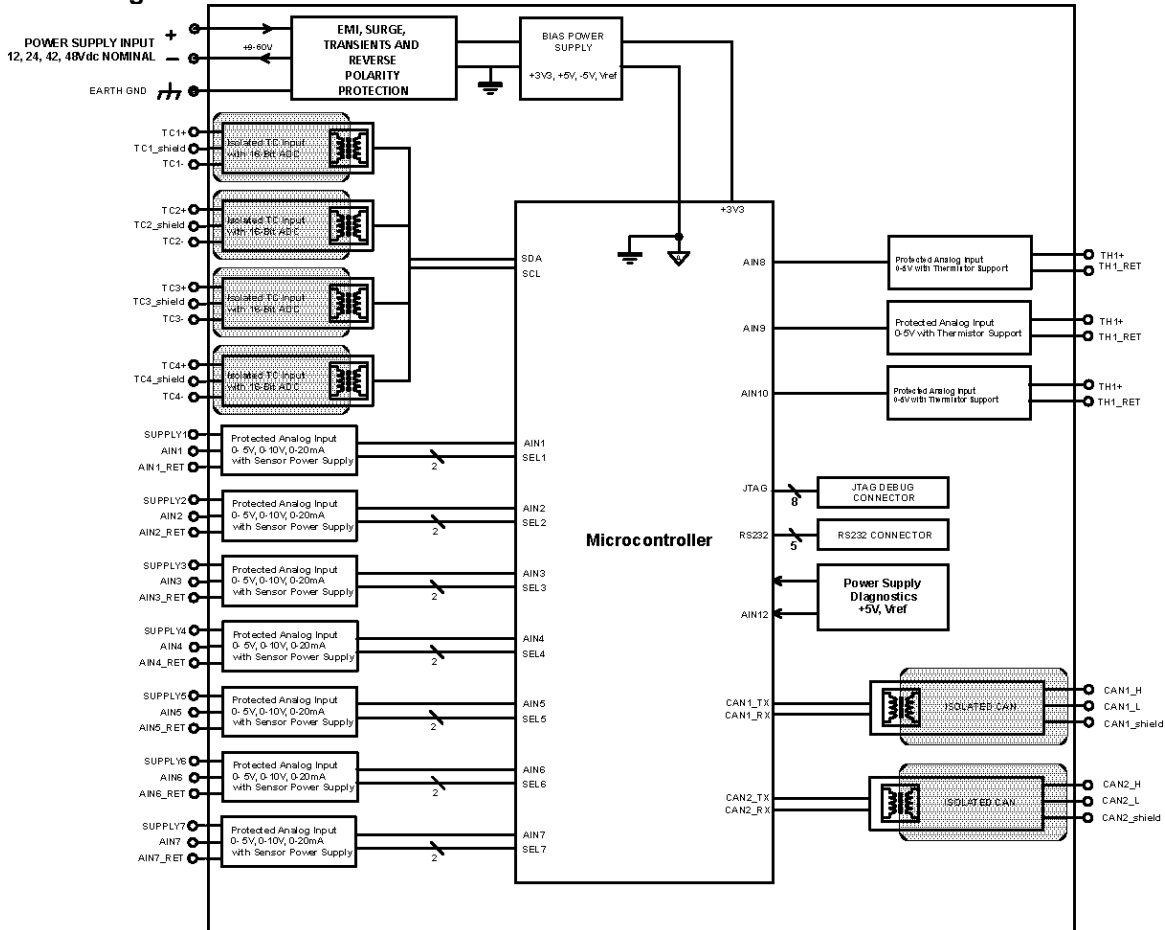 POWER SUPPLY INPUT
12, 24, 42, 48Vdc NOMINAL
+
−
+9-60V
EARTH GND
EMI, SURGE,
TRANSIENTS AND
REVERSE
POLARITY
PROTECTION
BIAS POWER
SUPPLY
+3V3, +5V, -5V, Vref
TC1+
TC1_shield
TC1-
Isolated TC Input
with 16-Bit ADC
TC2+
TC2_shield
TC2-
Isolated TC Input
with 16-Bit ADC
TC3+
TC3_shield
TC3-
Isolated TC Input
with 16-Bit ADC
TC4+
TC4_shield
TC4-
Isolated TC Input
with 16-Bit ADC
SUPPLY1
AIN1
AIN1_RET
Protected Analog Input
0- 5V, 0-10V, 0-20mA
with Sensor Power Supply
2
SUPPLY2
AIN2
AIN2_RET
Protected Analog Input
0- 5V, 0-10V, 0-20mA
with Sensor Power Supply
2
SUPPLY3
AIN3
AIN3_RET
Protected Analog Input
0- 5V, 0-10V, 0-20mA
with Sensor Power Supply
2
SUPPLY4
AIN4
AIN4_RET
Protected Analog Input
0- 5V, 0-10V, 0-20mA
with Sensor Power Supply
2
SUPPLY5
AIN5
AIN5_RET
Protected Analog Input
0- 5V, 0-10V, 0-20mA
with Sensor Power Supply
2
SUPPLY6
AIN6
AIN6_RET
Protected Analog Input
0- 5V, 0-10V, 0-20mA
with Sensor Power Supply
2
SUPPLY7
AIN7
AIN7_RET
Protected Analog Input
0- 5V, 0-10V, 0-20mA
with Sensor Power Supply
2
+3V3
A
SDA
SCL
AIN1
SEL1
AIN2
SEL2
AIN3
SEL3
AIN4
SEL4
AIN5
SEL5
AIN6
SEL6
AIN7
SEL7
Microcontroller
AIN8
AIN9
AIN10
JTAG
RS232
AIN12
CAN1_TX
CAN1_RX
CAN2_TX
CAN2_RX
Protected Analog Input
0-5V with Thermistor Support
TH1+
TH1_RET
Protected Analog Input
0-5V with Thermistor Support
TH1+
TH1_RET
Protected Analog Input
0-5V with Thermistor Support
TH1+
TH1_RET
8
JTAG DEBUG
CONNECTOR
5
RS232 CONNECTOR
Power Supply
Diagnostics
+5V, Vref
ISOLATED CAN
CAN1_H
CAN1_L
CAN1_shield
ISOLATED CAN
CAN2_H
CAN2_L
CAN2_shield